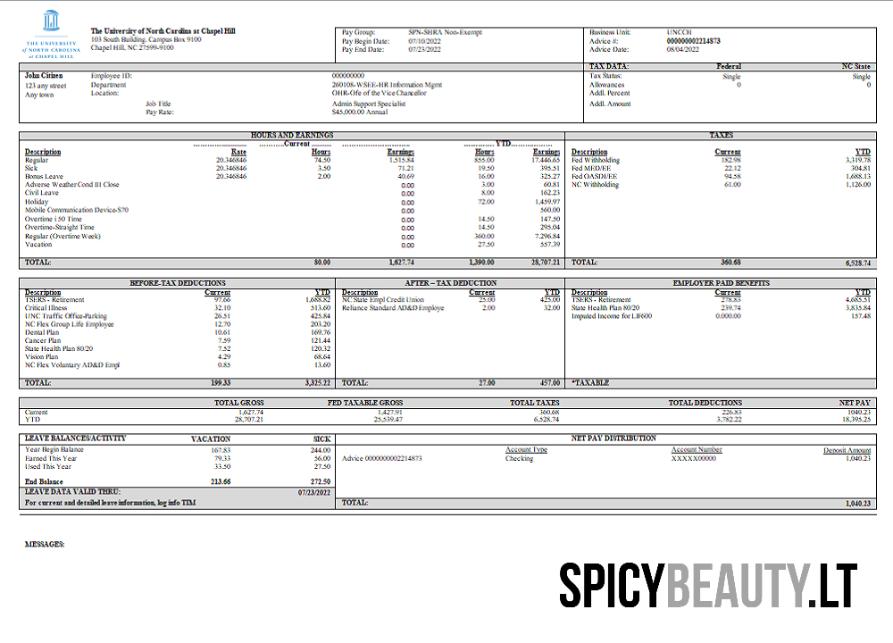 THE UNIVERSITY
of NORTH CAROLINA
at CHAPEL HILL
The University of North Carolina at Chapel Hill
103 South Building, Campus Box 9100
Chapel Hill, NC 27599-9100
Pay Group: SPN-SHRA Non-Exempt
Pay Begin Date: 07/10/2022
Pay End Date: 07/23/2022
Business Unit: UNCCH
Advice #: 000000002214873
Advice Date: 08/04/2022
John Citizen
123 any street
Any town
Employee ID: 000000000
Department 260108-WSEE-HR Information Mgmt
Location: OHR-Ofc of the Vice Chancellor
Job Title Admin Support Specialist
Pay Rate: $45,000.00 Annual
TAX DATA: Federal NC State
Tax Status: Single Single
Allowances 0 0
Addl. Percent
Addl. Amount
HOURS AND EARNINGS
Current YTD
Description Rate Hours Earnings Hours Earnings
Regular 20.346846 74.50 1,515.84 855.00 17,446.65
Sick 20.346846 3.50 71.21 19.50 395.51
Bonus Leave 20.346846 2.00 40.69 16.00 325.27
Adverse Weather Cond III Close 0.00 3.00 60.81
Civil Leave 0.00 8.00 162.23
Holiday 0.00 72.00 1,459.97
Mobile Communication Device-S70 0.00 560.00
Overtime 1.50 Time 0.00 14.50 147.50
Overtime-Straight Time 0.00 14.50 295.04
Regular (Overtime Week) 0.00 360.00 7,296.84
Vacation 0.00 27.50 557.39
TOTAL: 80.00 1,627.74 1,390.00 28,707.21
TAXES
Description Current YTD
Fed Withholding 182.98 3,319.78
Fed MED/EE 22.12 304.81
Fed OASDI/EE 94.58 1,688.13
NC Withholding 61.00 1,126.00
TOTAL: 360.68 6,528.74
BEFORE-TAX DEDUCTIONS
Description Current YTD
TSERS - Retirement 97.66 1,688.82
Critical Illness 32.10 513.60
UNC Traffic Office-Parking 26.51 425.84
NC Flex Group Life Employee 12.70 203.20
Dental Plan 10.61 169.76
Cancer Plan 7.59 121.44
State Health Plan 80/20 7.52 120.32
Vision Plan 4.29 68.64
NC Flex Voluntary AD&D Empl 0.85 13.60
TOTAL: 199.33 3,325.22
AFTER – TAX DEDUCTION
Description Current YTD
NC State Empl Credit Union 25.00 425.00
Reliance Standard AD&D Employe 2.00 32.00
TOTAL: 27.00 457.00
EMPLOYER PAID BENEFITS
Description Current YTD
TSERS - Retirement 278.83 4,685.51
State Health Plan 80/20 239.74 3,835.84
Imputed Income for LIF600 0.000.00 157.48
*TAXABLE
TOTAL GROSS FED TAXABLE GROSS TOTAL TAXES TOTAL DEDUCTIONS NET PAY
Current 1,627.74 1,427.91 360.68 226.83 1040.23
YTD 28,707.21 25,539.47 6,528.74 3,782.22 18,395.25
LEAVE BALANCES/ACTIVITY VACATION SICK
Year Begin Balance 167.83 244.00
Earned This Year 79.33 56.00
Used This Year 33.50 27.50
End Balance 213.66 272.50
LEAVE DATA VALID THRU: 07/23/2022
For current and detailed leave information, log info TIM
NET PAY DISTRIBUTION
Account Type Account Number Deposit Amount
Advice 0000000002214873 Checking XXXXX00000 1,040.23
TOTAL: 1,040.23
MESSAGES:
SPICYBEAUTY.LT